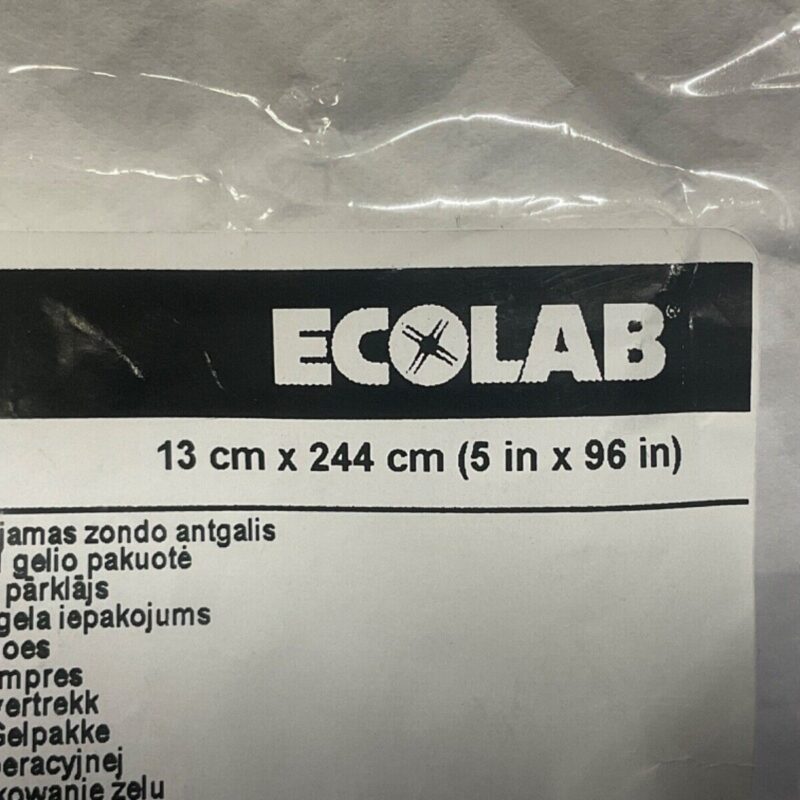 ECOLAB®
13 cm x 244 cm (5 in x 96 in)
jamas zondo antgalis
gelio pakuotė
pārklājs
gela iepakojums
oes
mpres
vertrekk
Gelpakke
peracyjnej
kowanie żelu